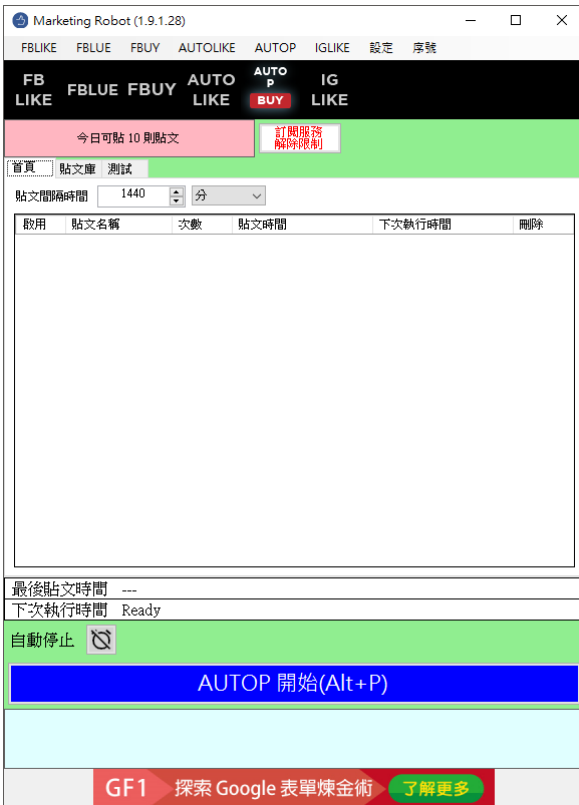 Marketing Robot (1.9.1.28)
FBLIKE FBLUE FBUY AUTOLIKE AUTOP IGLIKE 設定 序號
FB LIKE FBLUE FBUY AUTO LIKE AUTO P BUY IG LIKE
今日可貼 10 則貼文
訂閱服務
解除限制
首頁 貼文庫 測試
貼文間隔時間 1440 分
啟用 貼文名稱 次數 貼文時間 下次執行時間 刪除
最後貼文時間 ---
下次執行時間 Ready
自動停止
AUTOP 開始(Alt+P)
GF1 探索 Google 表單煉金術 了解更多